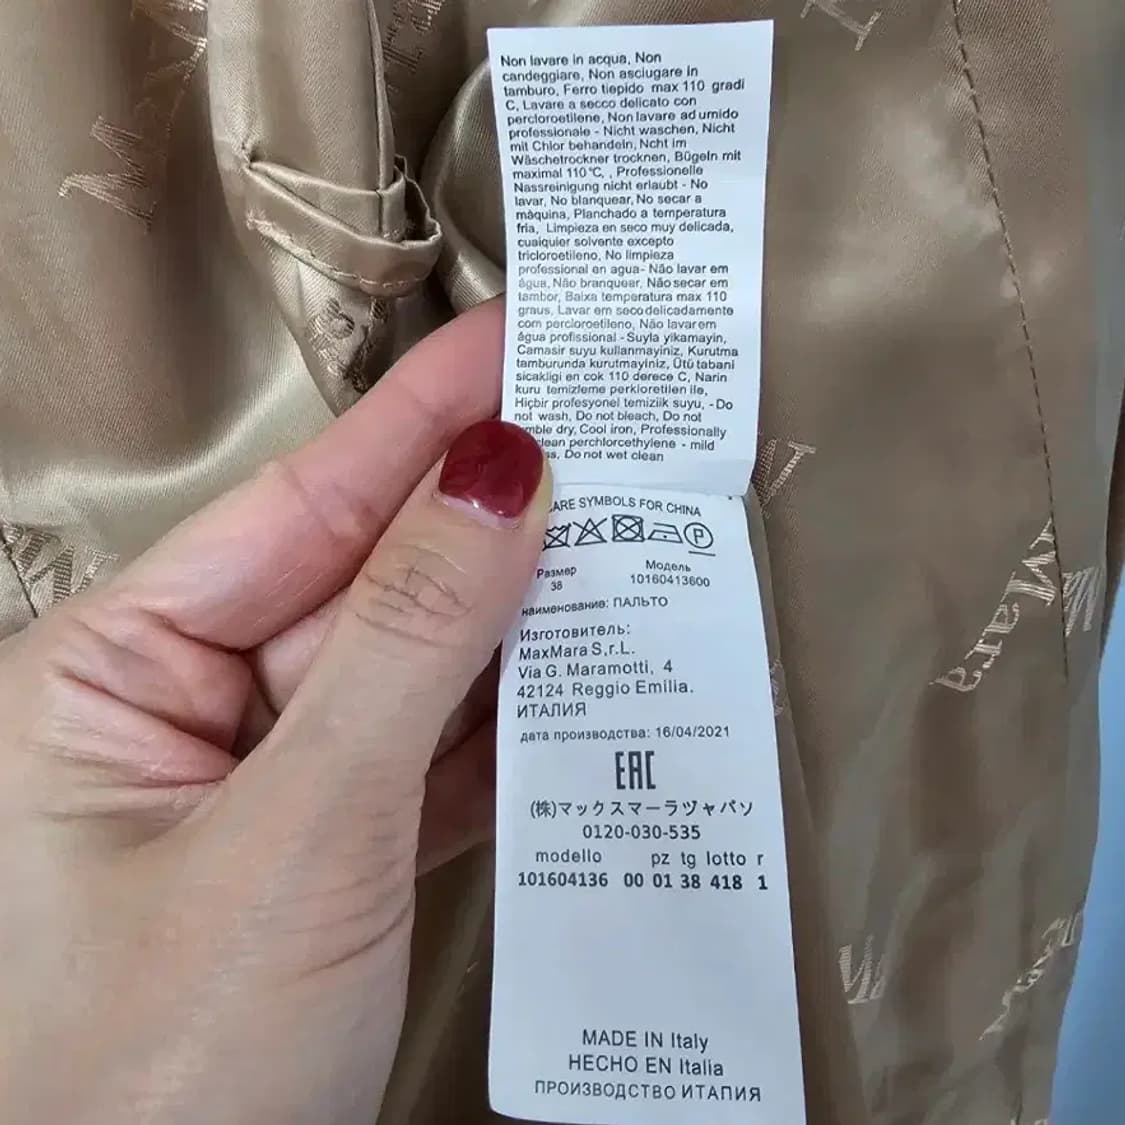 Non lavare in acqua, Non
candeggiare, Non asciugare in
tamburo, Ferro tiepido max 110 gradi
C, Lavare a secco delicato con
percloroetilene, Non lavare ad umido
professionale - Nicht waschen, Nicht
mit Chlor behandeln, Ncht im
Wäschetrockner trocknen, Bügeln mit
maximal 110°C, , Professionelle
Nassreinigung nicht erlaubt - No
lavar, No blanquear, No secar a
màquina, Planchado a temperatura
fria, Limpieza en seco muy delicada,
cualquier solvente excepto
tricloroetileno, No limpieza
professional en agua- Não lavar em
água, Não branquear, Não secar em
tambor, Baixa temperatura max 110
graus, Lavar em seco delicadamente
com percloroetileno, Não lavar em
água profissional - Suyla yikamayin,
Camasir suyu kullanmayiniz, Kurutma
tamburunda kurutmayiniz, Ütü tabani
sicakligi en cok 110 derece C, Narin
kuru temizleme perkloretilen ile,
Hiçbir profesyonel temiziik suyu, - Do
not wash, Do not bleach, Do not
dry, Cool iron, Professionally
perchlorcethylene - mild
Do not wet clean
CARE SYMBOLS FOR CHINA
P
Размер Модель
38 10160413600
наименование: ПАЛЬТО
Изготовитель:
MaxMara S.r.L.
Via G. Maramotti, 4
42124 Reggio Emilia.
ИТАЛИЯ
дата производства: 16/04/2021
EAC
(株)マックスマーラヅャパソ
0120-030-535
modello pz tg lotto r
101604136 00 01 38 418 1
MADE IN Italy
HECHO EN Italia
ПРОИЗВОДСТВО ИТАПИЯ